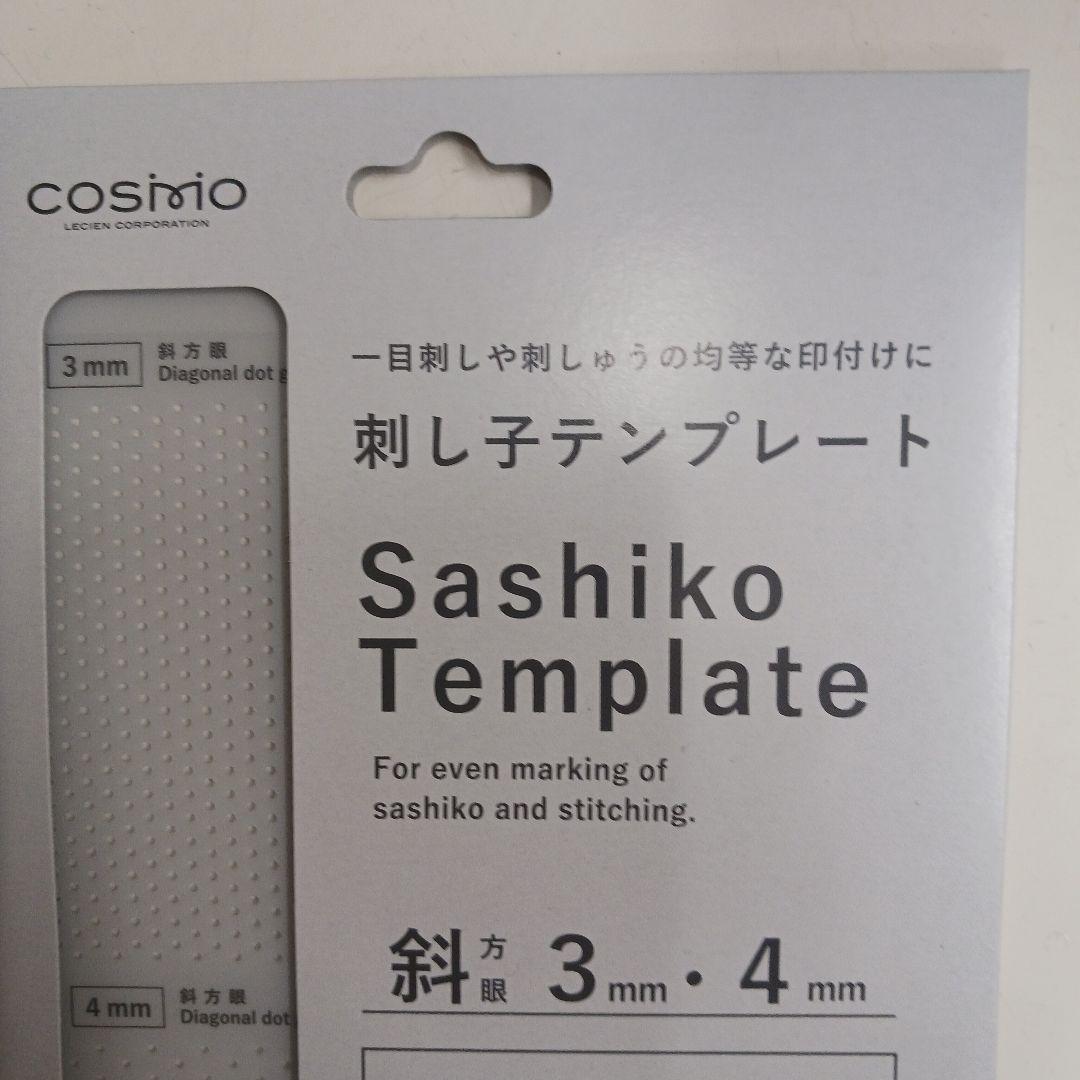 COSMO
LECIEN CORPORATION
3 mm
斜方眼
Diagonal dot
一目刺しや刺しゅうの均等な印付けに
刺し子テンプレート
Sashiko
Template
For even marking of
sashiko and stitching.
斜方眼 3mm・4mm
4 mm
斜方眼
Diagonal dot